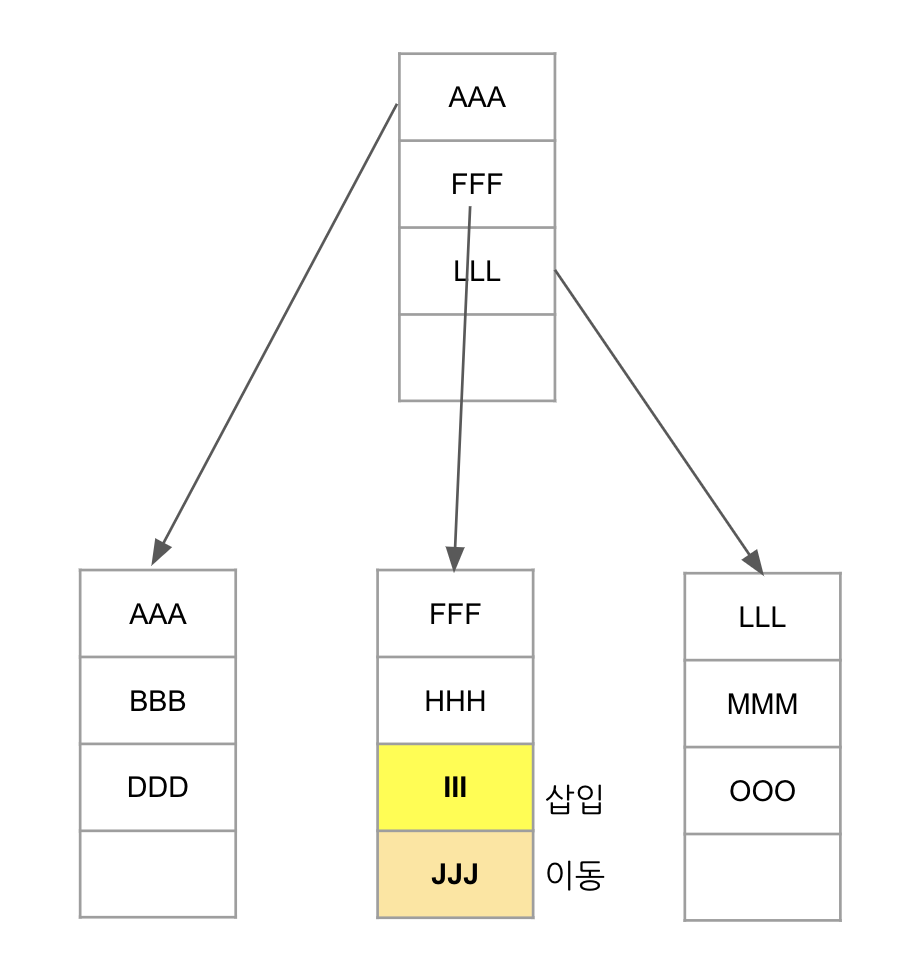 AAA
FFF
LLL
AAA
BBB
DDD
FFF
HHH
III
삽입
JJJ
이동
LLL
MMM
OOO